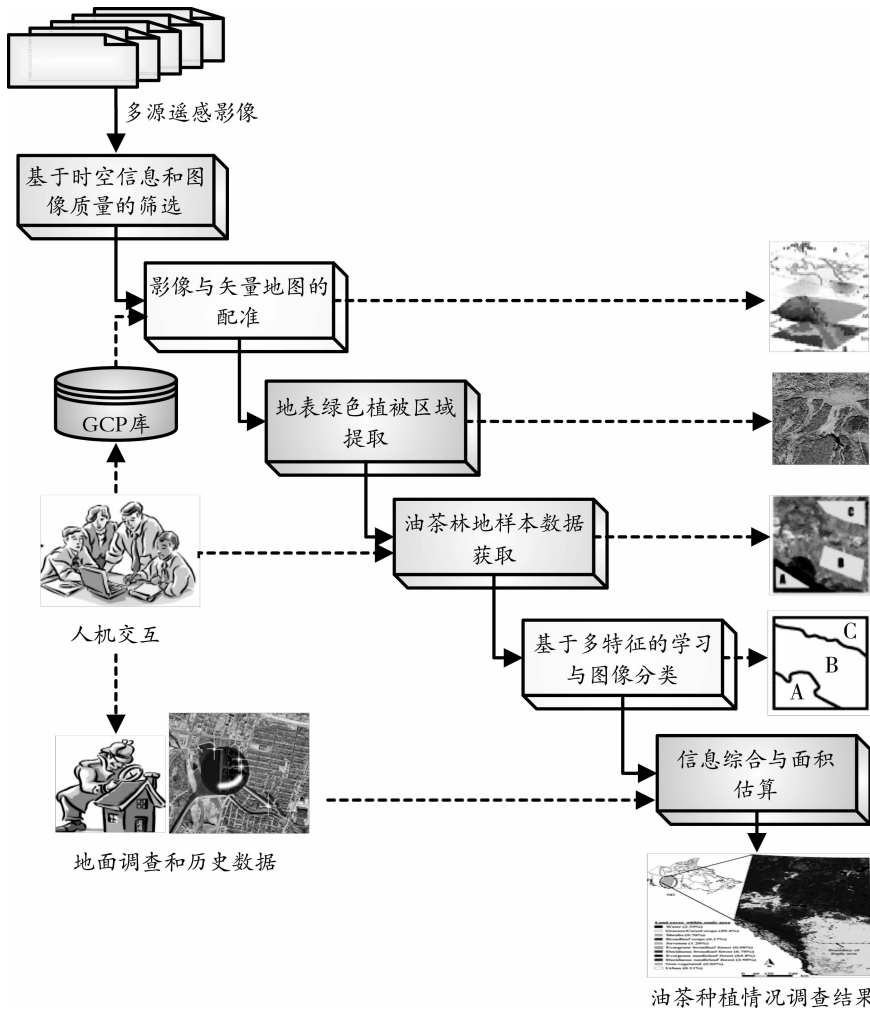 多源遥感影像
基于时空信息和图
像质量的筛选
影像与矢量地图的
配准
GCP库
地表绿色植被区域
提取
油茶林地样本数据
获取
C
B
A
人机交互
基于多特征的学习
与图像分类
C
B
A
信息综合与面积
估算
地面调查和历史数据
Water (2.39%)
油茶种植情况调查结果